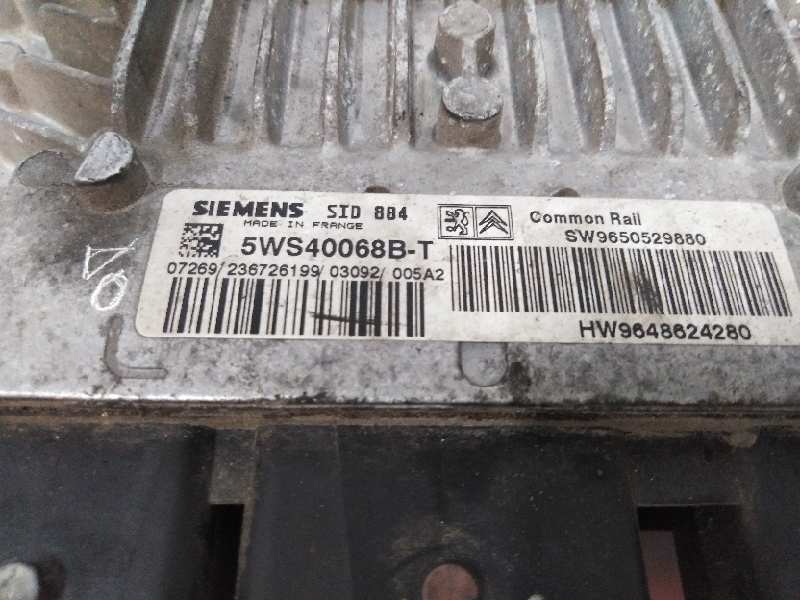 SIEMENS SID 804
MADE IN FRANCE
5WS40068B-T
07269/236726199/03092/005A2
Common Rail
SW9650529880
HW9648624280